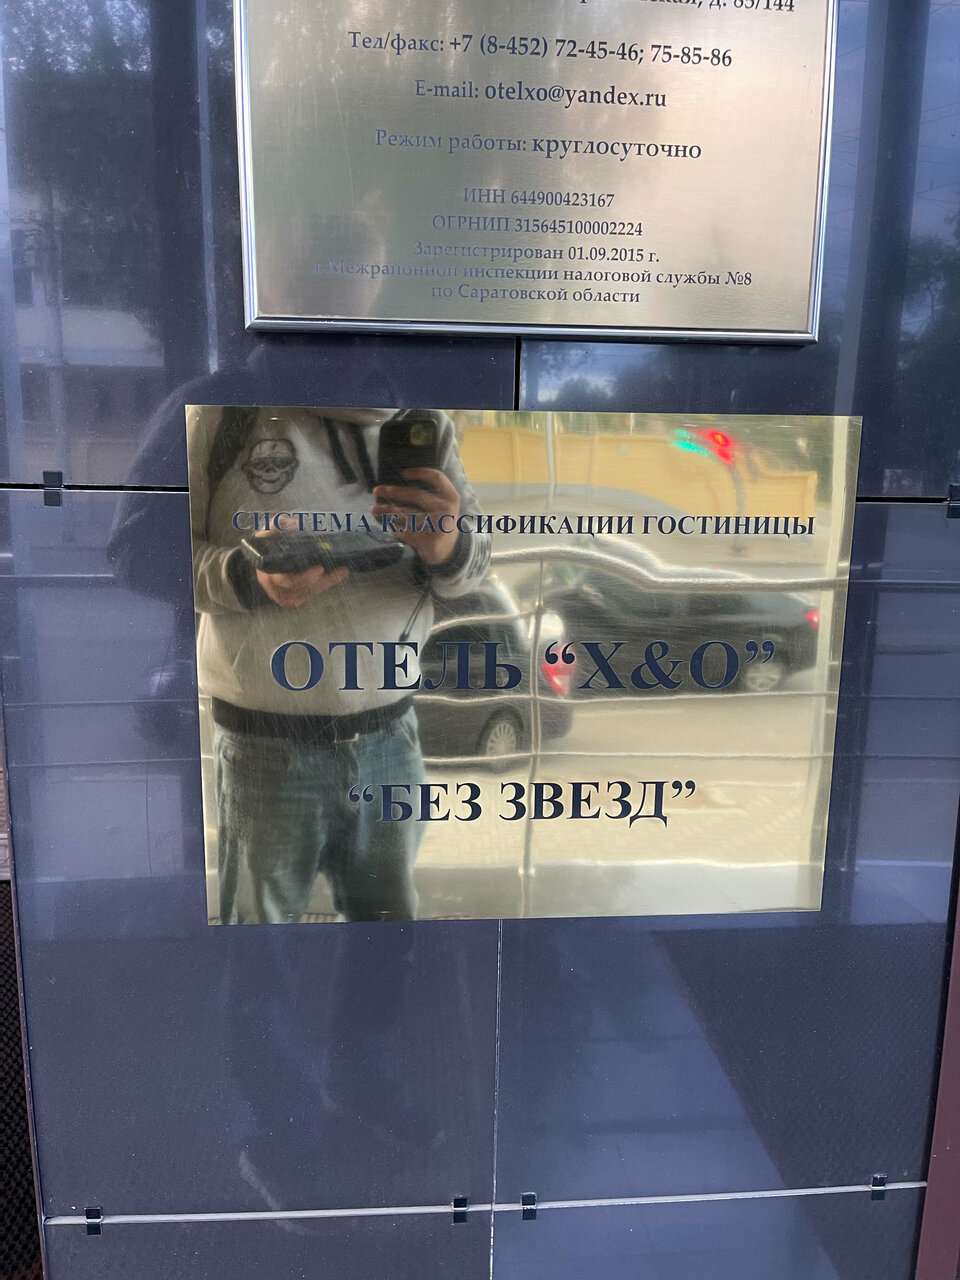 д. 85/144
Тел/факс: +7 (8-452) 72-45-46; 75-85-86
E-mail: otelxo@yandex.ru
Режим работы: круглосуточно
ИНН 644900423167
ОГРНИП 315645100002224
Зарегистрирован 01.09.2015 г.
в Межрайонной инспекции налоговой службы №8
по Саратовской области
СИСТЕМА КЛАССИФИКАЦИИ ГОСТИНИЦЫ
ОТЕЛЬ “Х&О”
“БЕЗ ЗВЕЗД”